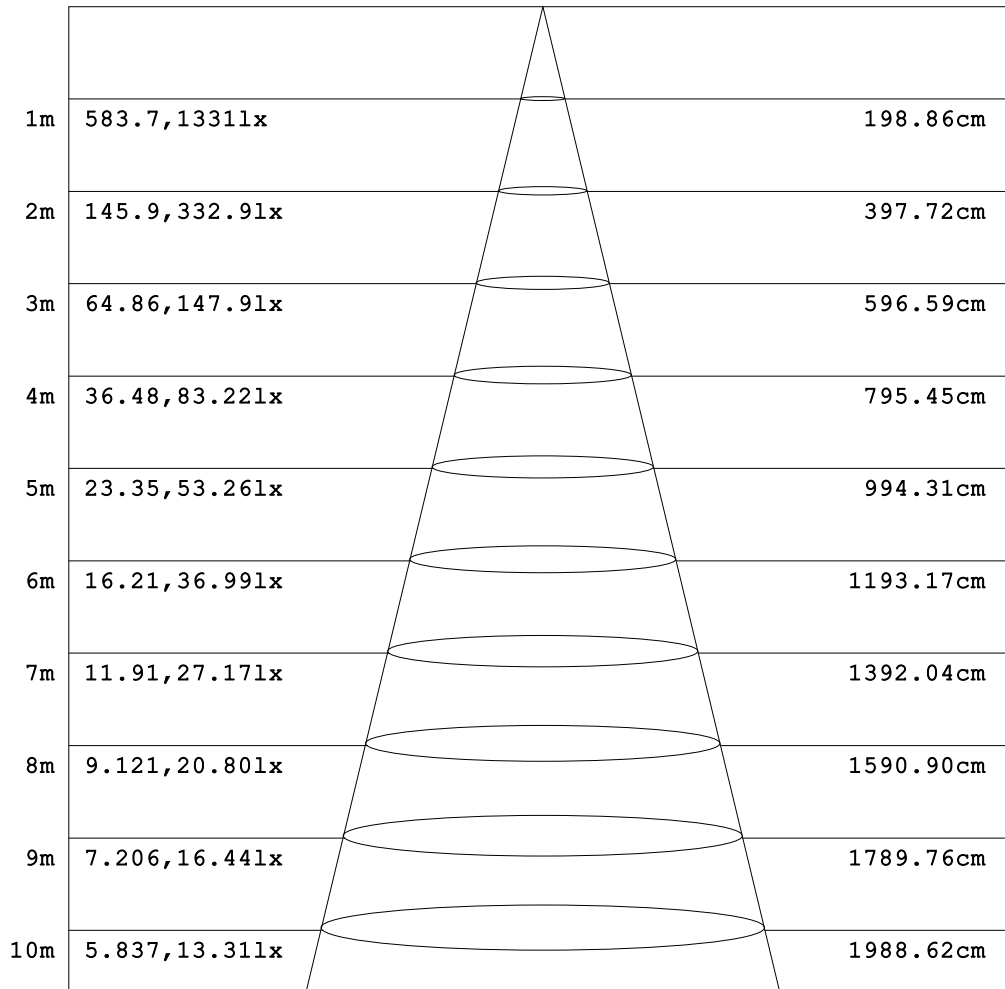 1m 583.7,1331lx 198.86cm
2m 145.9,332.9lx 397.72cm
3m 64.86,147.9lx 596.59cm
4m 36.48,83.22lx 795.45cm
5m 23.35,53.26lx 994.31cm
6m 16.21,36.99lx 1193.17cm
7m 11.91,27.17lx 1392.04cm
8m 9.121,20.80lx 1590.90cm
9m 7.206,16.44lx 1789.76cm
10m 5.837,13.31lx 1988.62cm